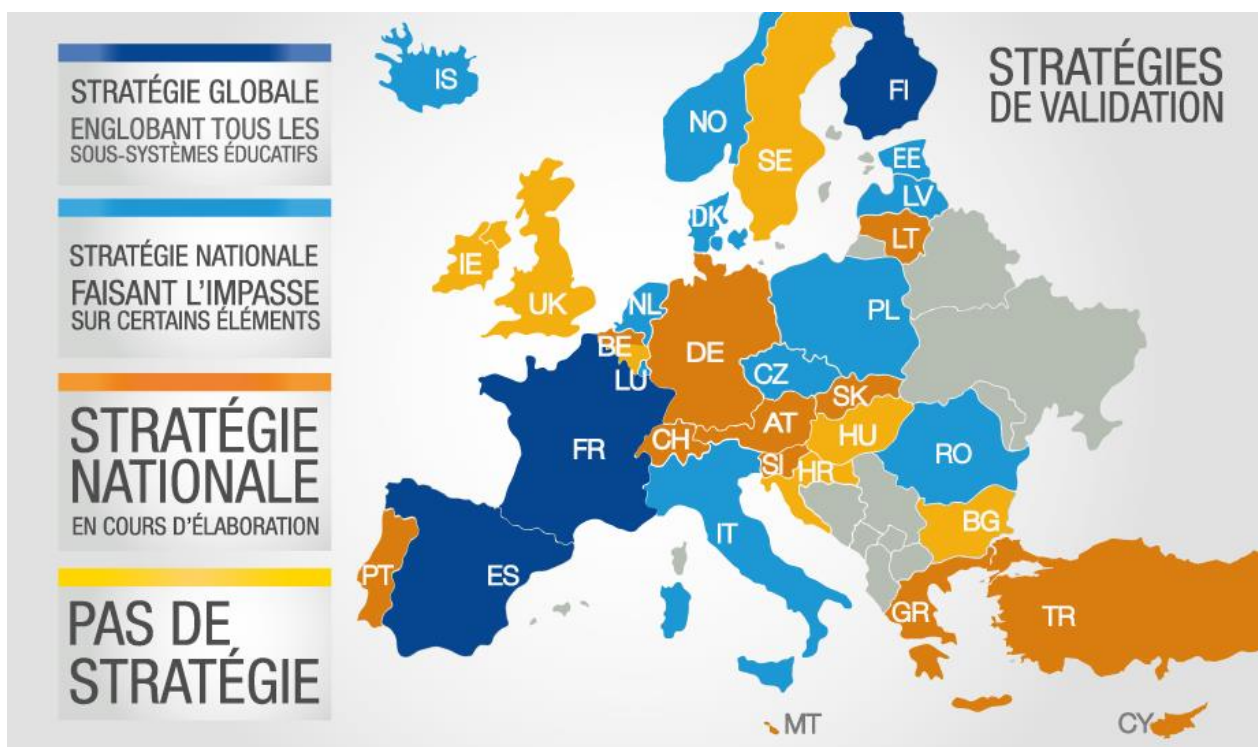 STRATÉGIE GLOBALE
ENGLOBANT TOUS LES
SOUS-SYSTÈMES ÉDUCATIFS
STRATÉGIE NATIONALE
FAISANT L'IMPASSE
SUR CERTAINS ÉLÉMENTS
STRATÉGIE
NATIONALE
EN COURS D'ÉLABORATION
PAS DE
STRATÉGIE
STRATÉGIES
DE VALIDATION
IS
FI
NO
SE
EE
LV
DK
LT
IE
UK
NL
PL
BE
DE
LU
CZ
SK
FR
CH
AT
HU
SI
HR
RO
IT
BG
PT
ES
GR
TR
MT
CY